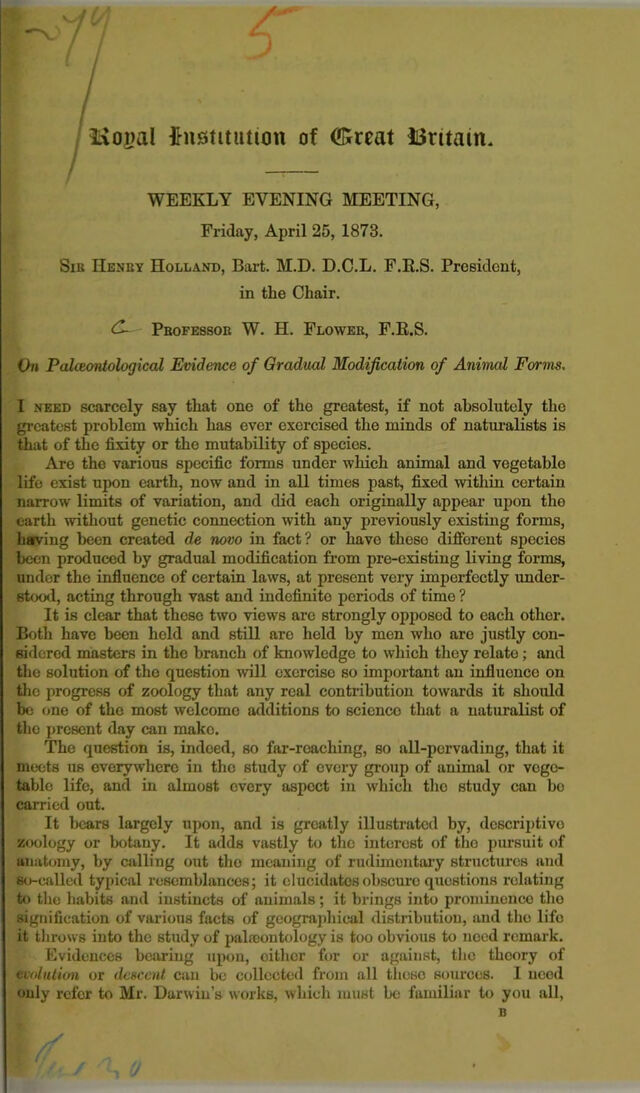 5
Royal Institution of Great Britain.
WEEKLY EVENING MEETING,
Friday, April 25, 1873.
SIR HENRY HOLLAND, Bart. M.D. D.C.L. F.R.S. President,
in the Chair.
PROFESSOR W. H. FLOWER, F.R.S.
On Palæontological Evidence of Gradual Modification of Animal Forms.
I NEED scarcely say that one of the greatest, if not absolutely the
greatest problem which has ever exercised the minds of naturalists is
that of the fixity or the mutability of species.
Are the various specific forms under which animal and vegetable
life exist upon earth, now and in all times past, fixed within certain
narrow limits of variation, and did each originally appear upon the
earth without genetic connection with any previously existing forms,
having been created de novo in fact? or have these different species
been produced by gradual modification from pre-existing living forms,
under the influence of certain laws, at present very imperfectly under-
stood, acting through vast and indefinite periods of time?
It is clear that these two views are strongly opposed to each other.
Both have been held and still are held by men who are justly con-
sidered masters in the branch of knowledge to which they relate; and
the solution of the question will exercise so important an influence on
the progress of zoology that any real contribution towards it should
be one of the most welcome additions to science that a naturalist of
the present day can make.
The question is, indeed, so far-reaching, so all-pervading, that it
meets us everywhere in the study of every group of animal or vege-
table life, and in almost every aspect in which the study can be
carried out.
It bears largely upon, and is greatly illustrated by, descriptive
zoology or botany. It adds vastly to the interest of the pursuit of
anatomy, by calling out the meaning of rudimentary structures and
so-called typical resemblances; it elucidates obscure questions relating
to the habits and instincts of animals; it brings into prominence the
signification of various facts of geographical distribution, and the life
it throws into the study of palæontology is too obvious to need remark.
Evidences bearing upon, either for or against, the theory of
evolution or descent can be collected from all these sources. I need
only refer to Mr. Darwin's works, which must be familiar to you all,
B